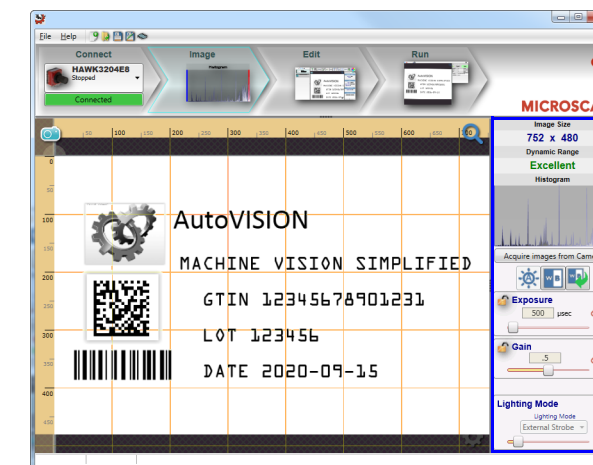 File Help
Connect
Image
Edit
Run
HAWK3204E8
Stopped
Connected
MICROSCA
50 100 150 200 250 300 350 400 450 500 550 600 650 700
0
50
100
150
200
250
300
350
400
450
AutoVISION
MACHINE VISION SIMPLIFIED
GTIN 12345678901231
LOT 123456
DATE 2020-09-15
Image Size
752 x 480
Dynamic Range
Excellent
Histogram
Acquire images from Came
Exposure
500 µsec
Gain
.5
Lighting Mode
Lighting Mode
External Strobe